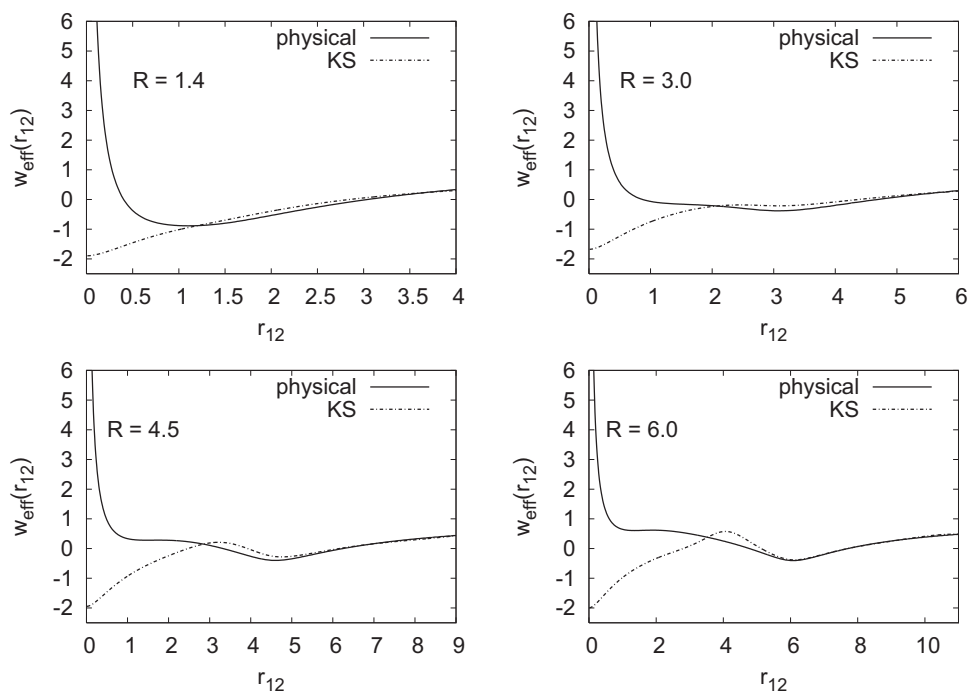 6
5
4
3
2
1
0
-1
-2
w_eff(r_12)
physical
KS
R = 1.4
0 0.5 1 1.5 2 2.5 3 3.5 4
r_12
6
5
4
3
2
1
0
-1
-2
w_eff(r_12)
physical
KS
R = 3.0
0 1 2 3 4 5 6
r_12
6
5
4
3
2
1
0
-1
-2
w_eff(r_12)
physical
KS
R = 4.5
0 1 2 3 4 5 6 7 8 9
r_12
6
5
4
3
2
1
0
-1
-2
w_eff(r_12)
physical
KS
R = 6.0
0 2 4 6 8 10
r_12